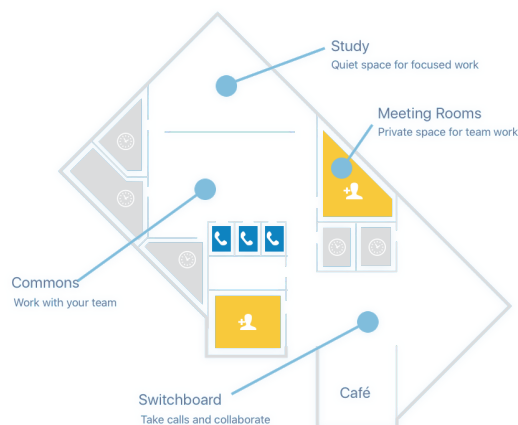 Study
Quiet space for focused work
Meeting Rooms
Private space for team work
Commons
Work with your team
Switchboard
Take calls and collaborate
Café